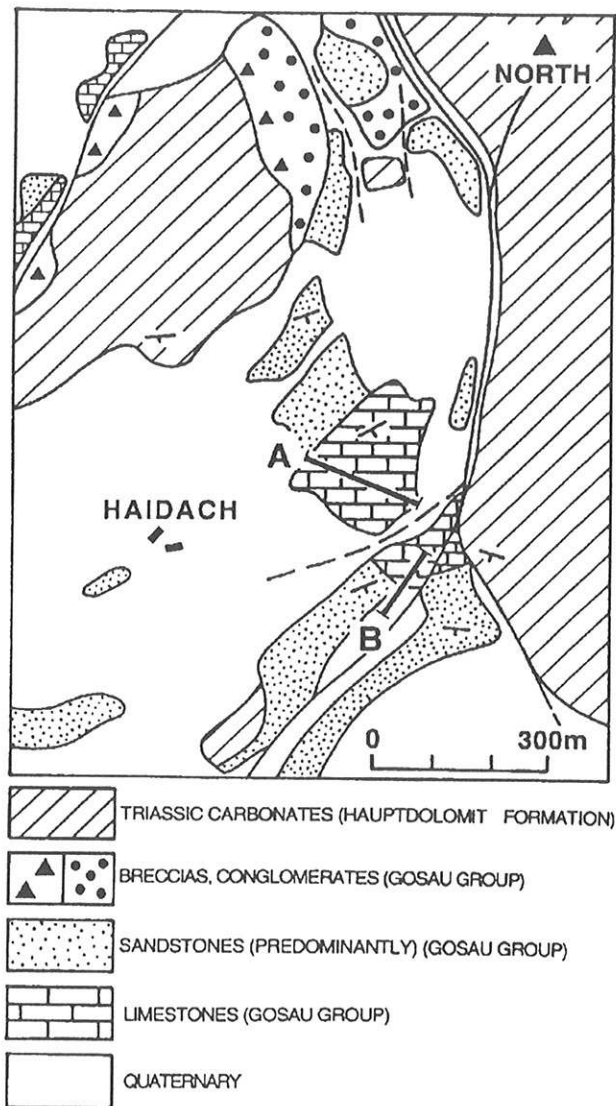 NORTH
A
HAIDACH
B
0 300m
TRIASSIC CARBONATES (HAUPTDOLOMIT FORMATION)
BRECCIAS, CONGLOMERATES (GOSAU GROUP)
SANDSTONES (PREDOMINANTLY) (GOSAU GROUP)
LIMESTONES (GOSAU GROUP)
QUATERNARY